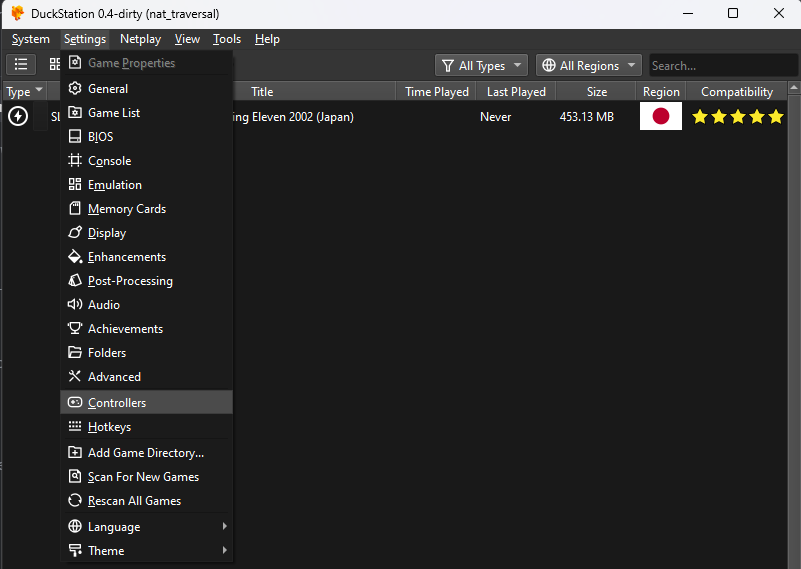 DuckStation 0.4-dirty (nat_traversal)
System Settings Netplay View Tools Help
All Types All Regions Search...
Type Title Time Played Last Played Size Region Compatibility
ing Eleven 2002 (Japan) Never 453.13 MB
Game Properties
General
Game List
BIOS
Console
Emulation
Memory Cards
Display
Enhancements
Post-Processing
Audio
Achievements
Folders
Advanced
Controllers
Hotkeys
Add Game Directory...
Scan For New Games
Rescan All Games
Language
Theme